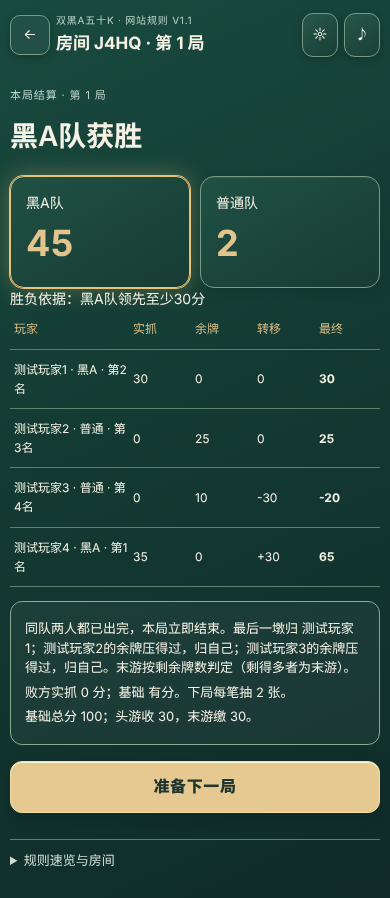 ←
双黑A五十K · 网站规则 V1.1
房间 J4HQ · 第 1 局
♪
本局结算 · 第 1 局
黑A队获胜
黑A队
普通队
45
2
胜负依据：黑A队领先至少30分
玩家 实抓 余牌 转移 最终
测试玩家1 · 黑A · 第2
名
30 0 0 30
测试玩家2 · 普通 · 第
3名
0 25 0 25
测试玩家3 · 普通 · 第
4名
0 10 -30 -20
测试玩家4 · 黑A · 第1
名
35 0 +30 65
同队两人都已出完，本局立即结束。最后一墩归 测试玩家
1；测试玩家2的余牌压得过，归自己；测试玩家3的余牌压
得过，归自己。末游按剩余牌数判定（剩得多者为末游）。
败方实抓 0 分；基础 有分。下局每笔抽 2 张。
基础总分 100；头游收 30，末游缴 30。
准备下一局
▶ 规则速览与房间